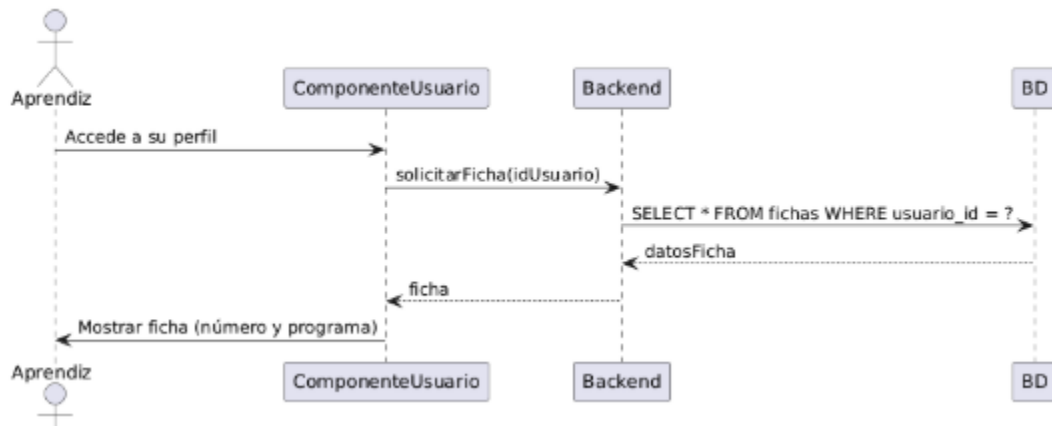 Aprendiz
ComponenteUsuario
Backend
BD
Accede a su perfil
solicitarFicha(idUsuario)
SELECT * FROM fichas WHERE usuario_id = ?
datosFicha
ficha
Mostrar ficha (número y programa)
Aprendiz
ComponenteUsuario
Backend
BD